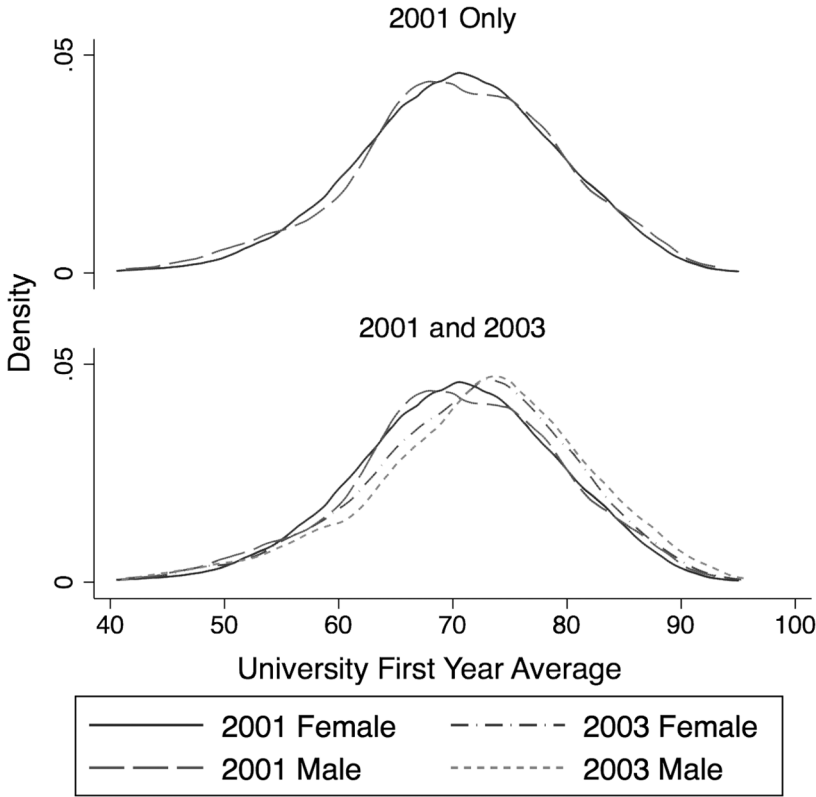 2001 Only
.05
0
Density
2001 and 2003
.05
0
40 50 60 70 80 90 100
University First Year Average
2001 Female 2003 Female
2001 Male 2003 Male